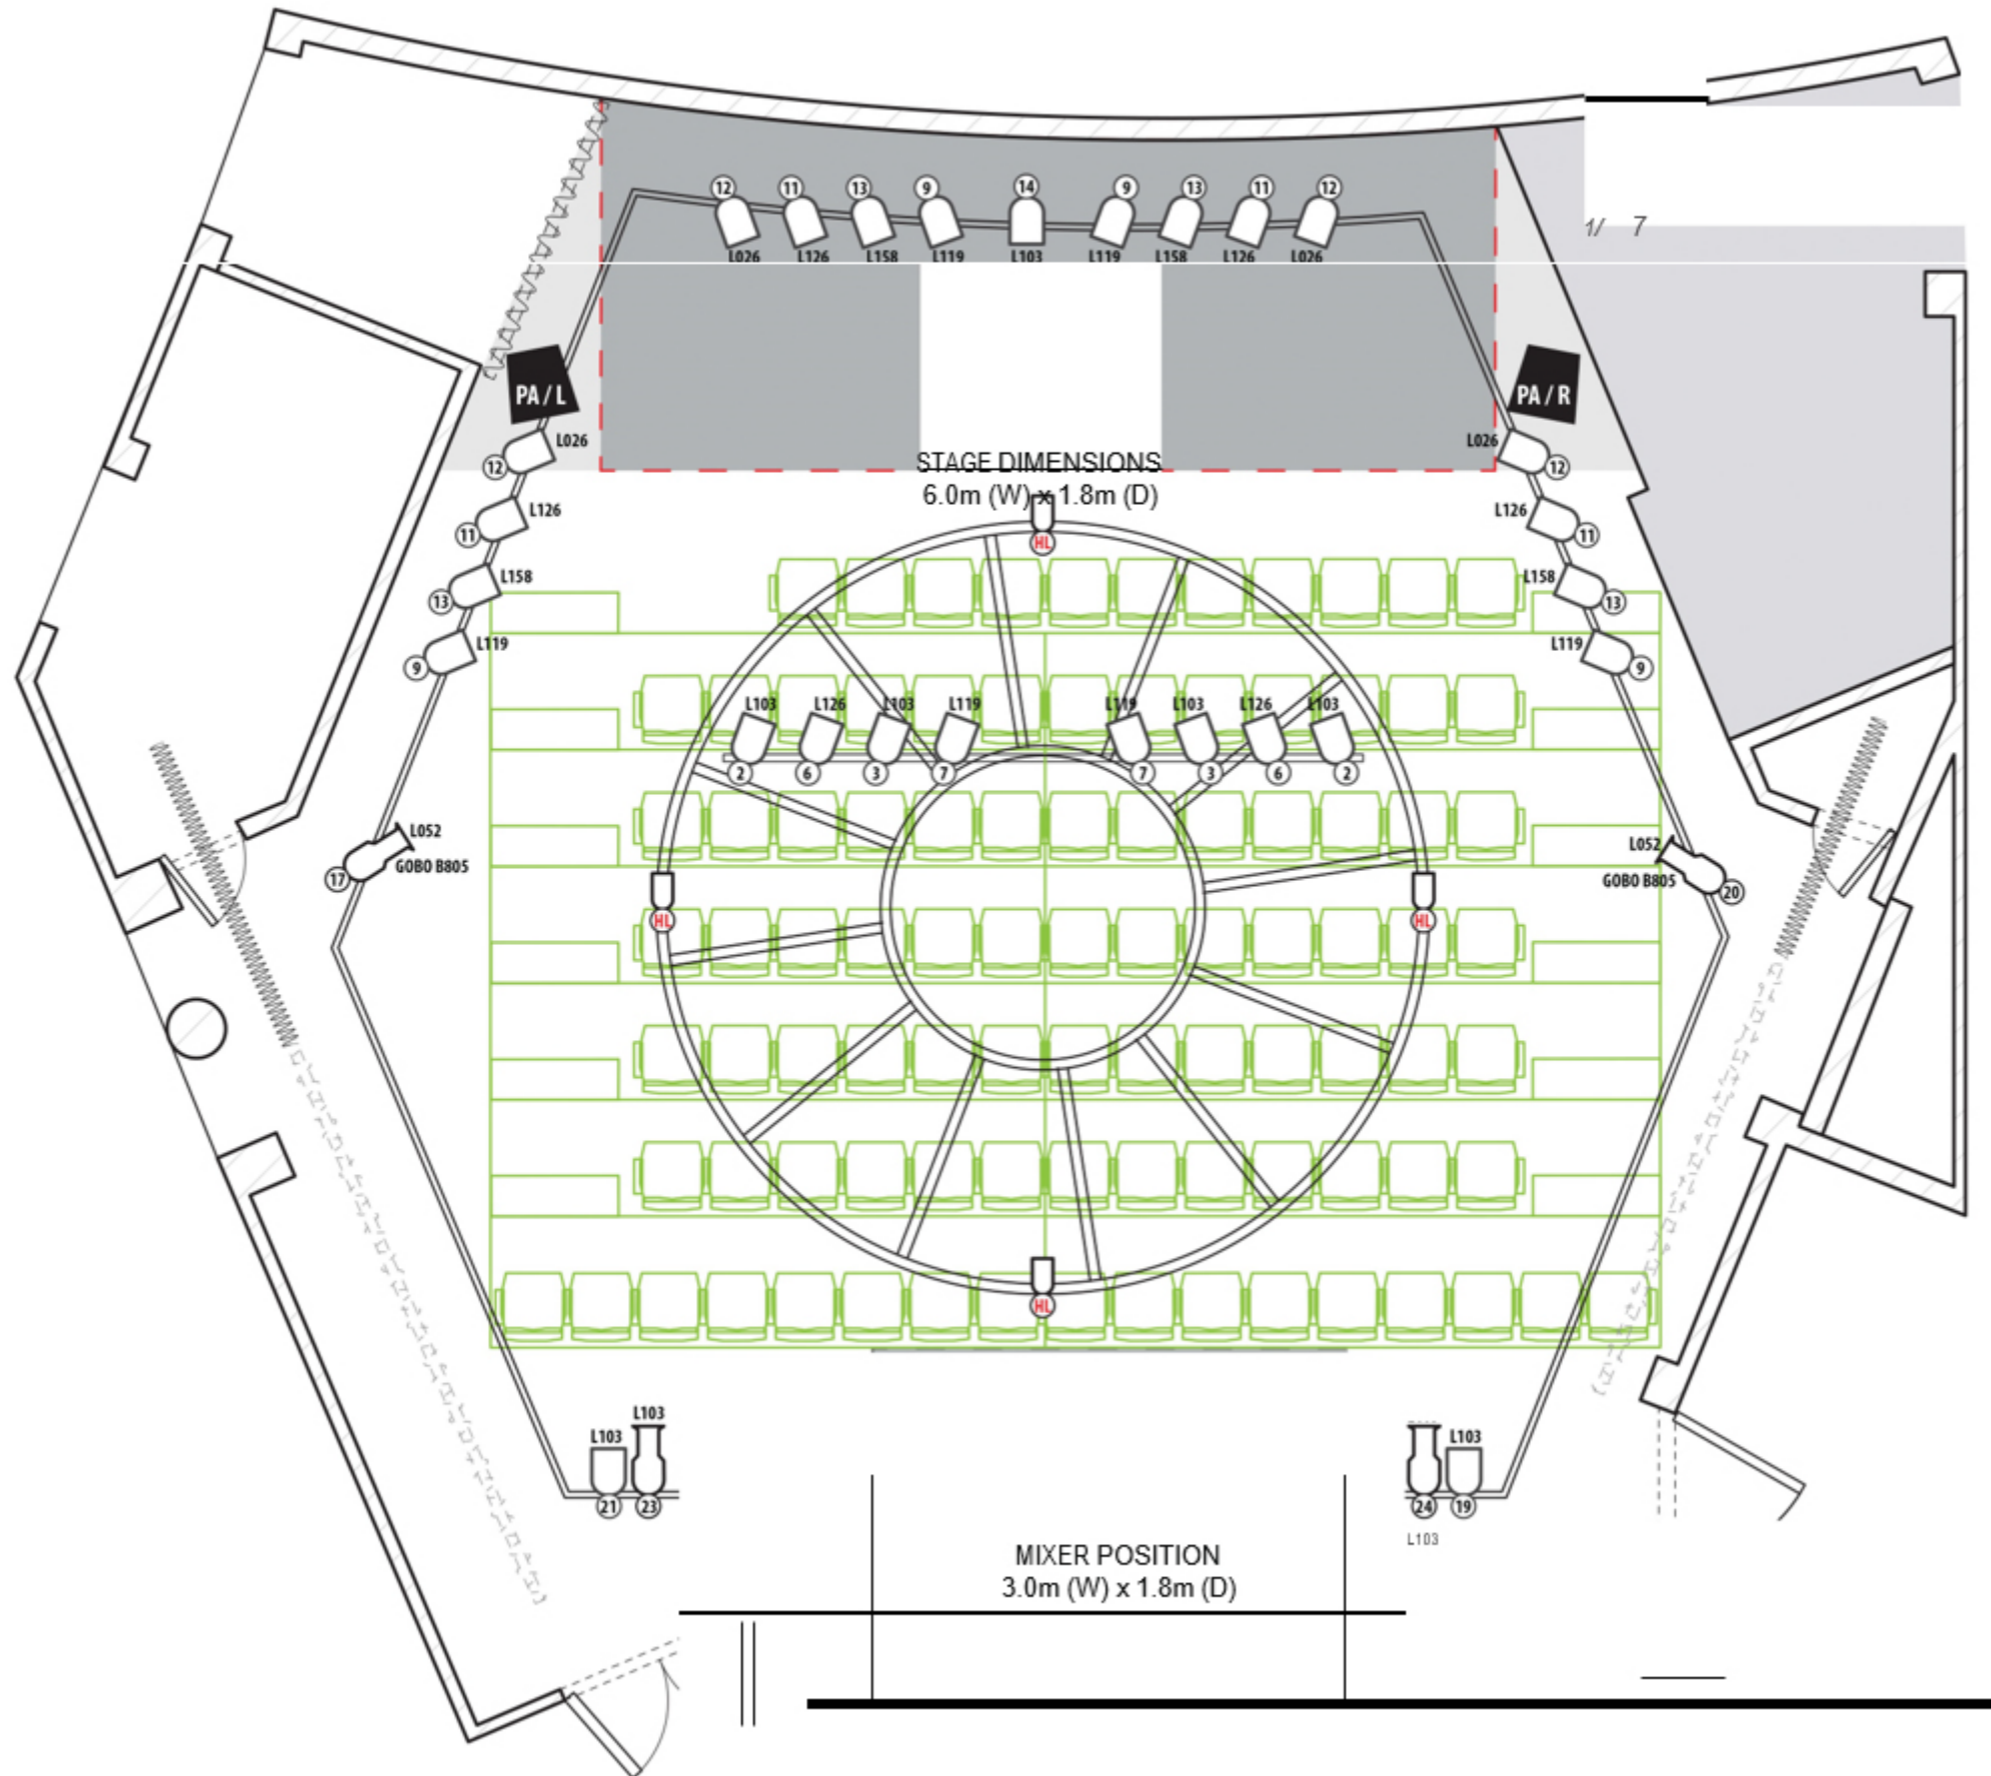 12 11 13 9 14 9 13 11 12
L026 L126 L158 L119 L103 L119 L158 L126 L026
PA / L
PA / R
L026
12
L126
11
L158
13
L119
9
L026
12
L126
11
L158
13
L119
9
STAGE DIMENSIONS
6.0m (W) x 1.8m (D)
HL
L103 L126 L103 L119 L119 L103 L126 L103
2 6 3 7 7 3 6 2
L052
GOBO B805
17
L052
GOBO B805
20
HL
HL
HL
L103
L103
21
23
L103
24
19
L103
MIXER POSITION
3.0m (W) x 1.8m (D)